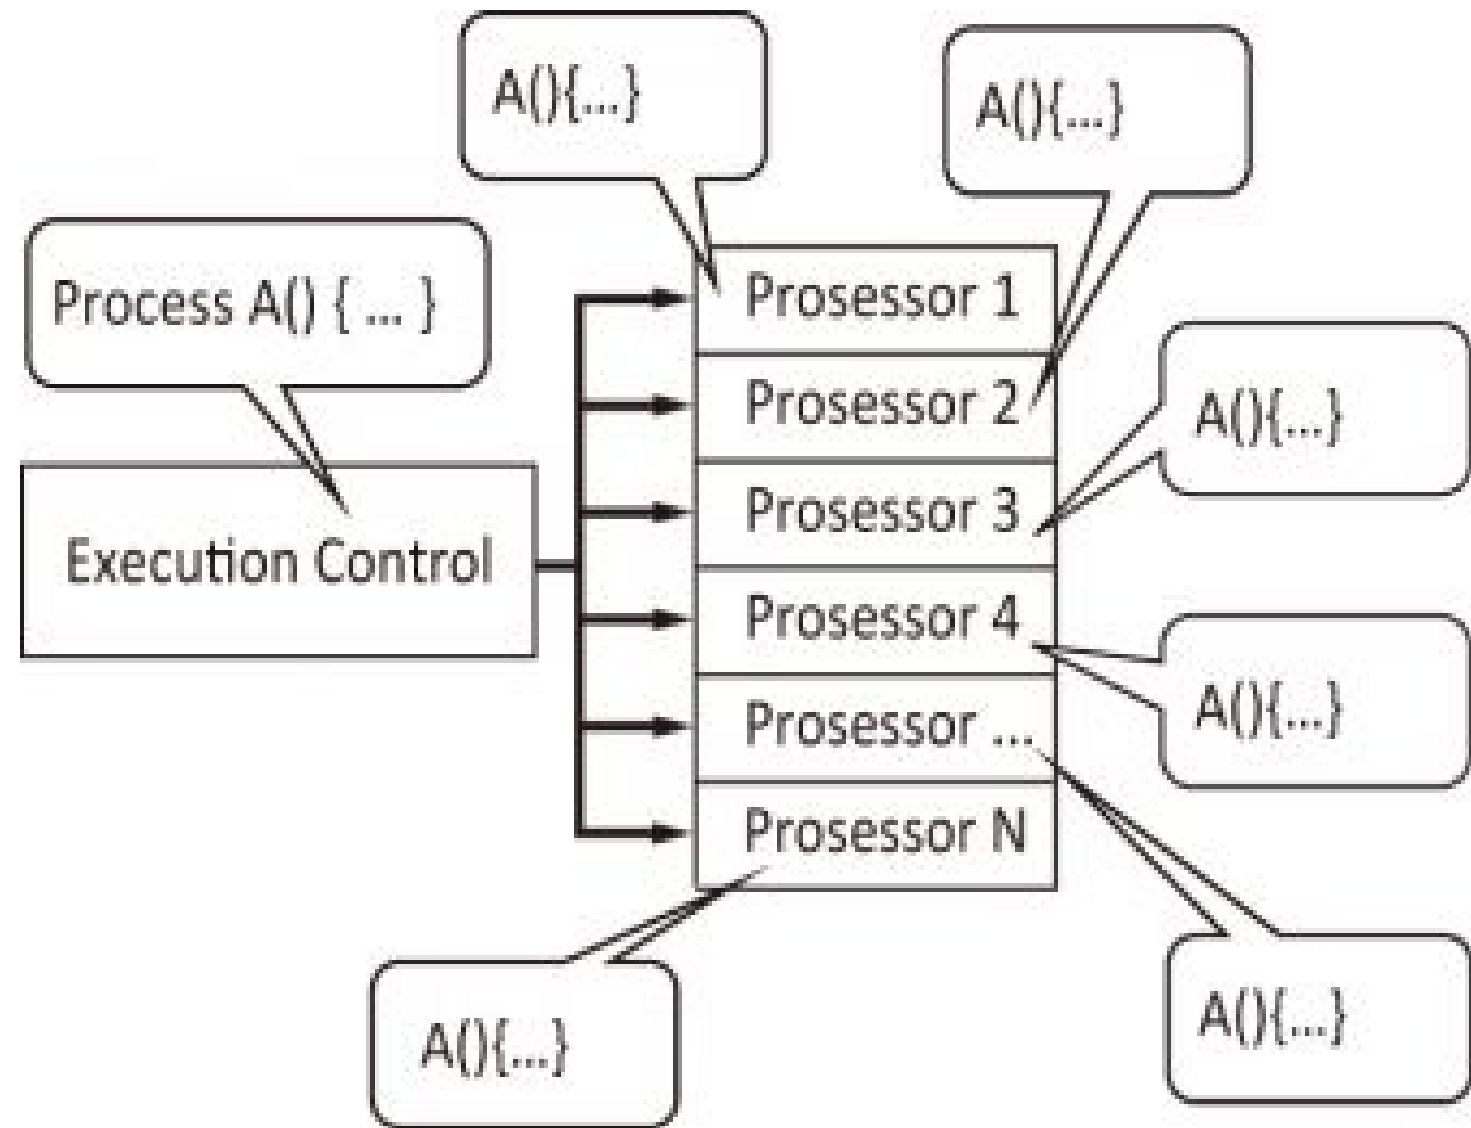 A(){...}
A(){...}
Process A() { ... }
Prosessor 1
Prosessor 2
A(){...}
Prosessor 3
Execution Control
Prosessor 4
A(){...}
Prosessor ...
Prosessor N
A(){...}
A(){...}